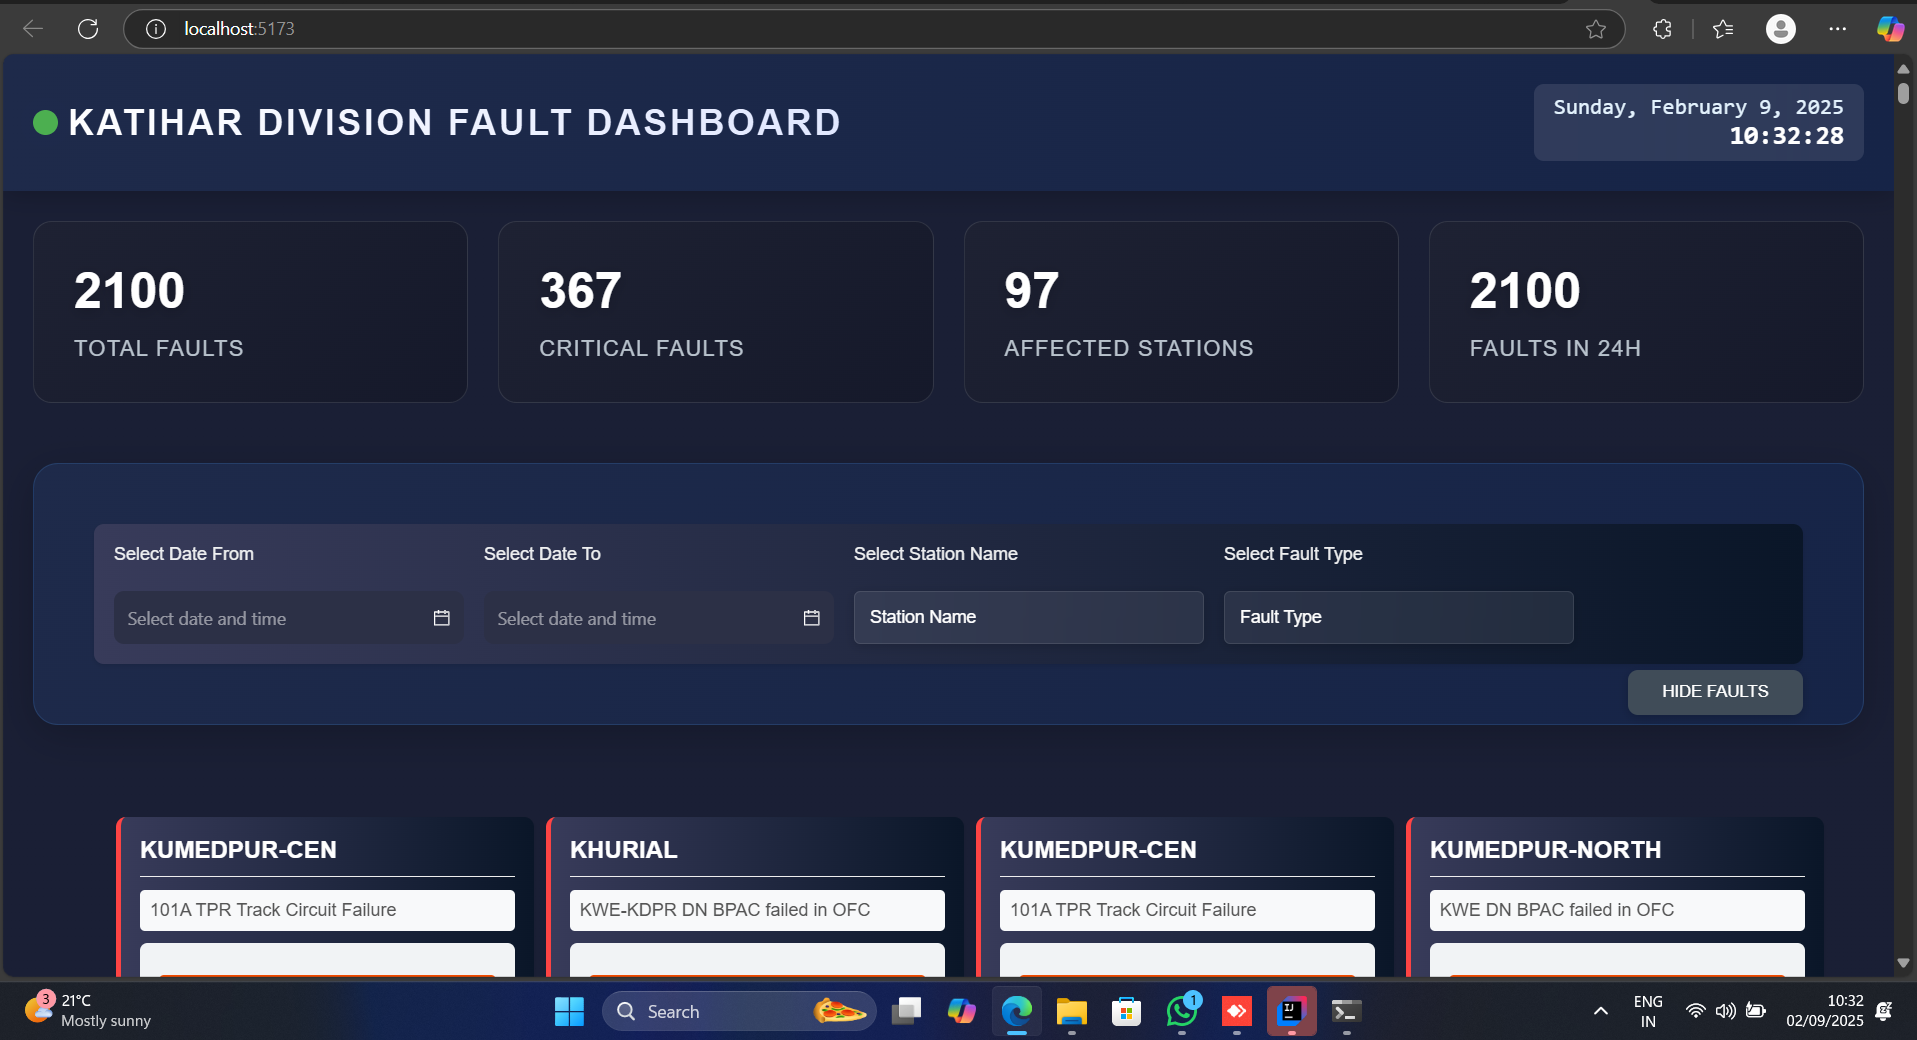 localhost:5173
KATIHAR DIVISION FAULT DASHBOARD
Sunday, February 9, 2025
10:32:28
2100
TOTAL FAULTS
367
CRITICAL FAULTS
97
AFFECTED STATIONS
2100
FAULTS IN 24H
Select Date From
Select Date To
Select Station Name
Select Fault Type
Select date and time
Select date and time
Station Name
Fault Type
HIDE FAULTS
KUMEDPUR-CEN
KHURIAL
KUMEDPUR-CEN
KUMEDPUR-NORTH
101A TPR Track Circuit Failure
KWE-KDPR DN BPAC failed in OFC
101A TPR Track Circuit Failure
KWE DN BPAC failed in OFC
3
21°C
Mostly sunny
Search
1
IJ
ENG
IN
10:32
02/09/2025